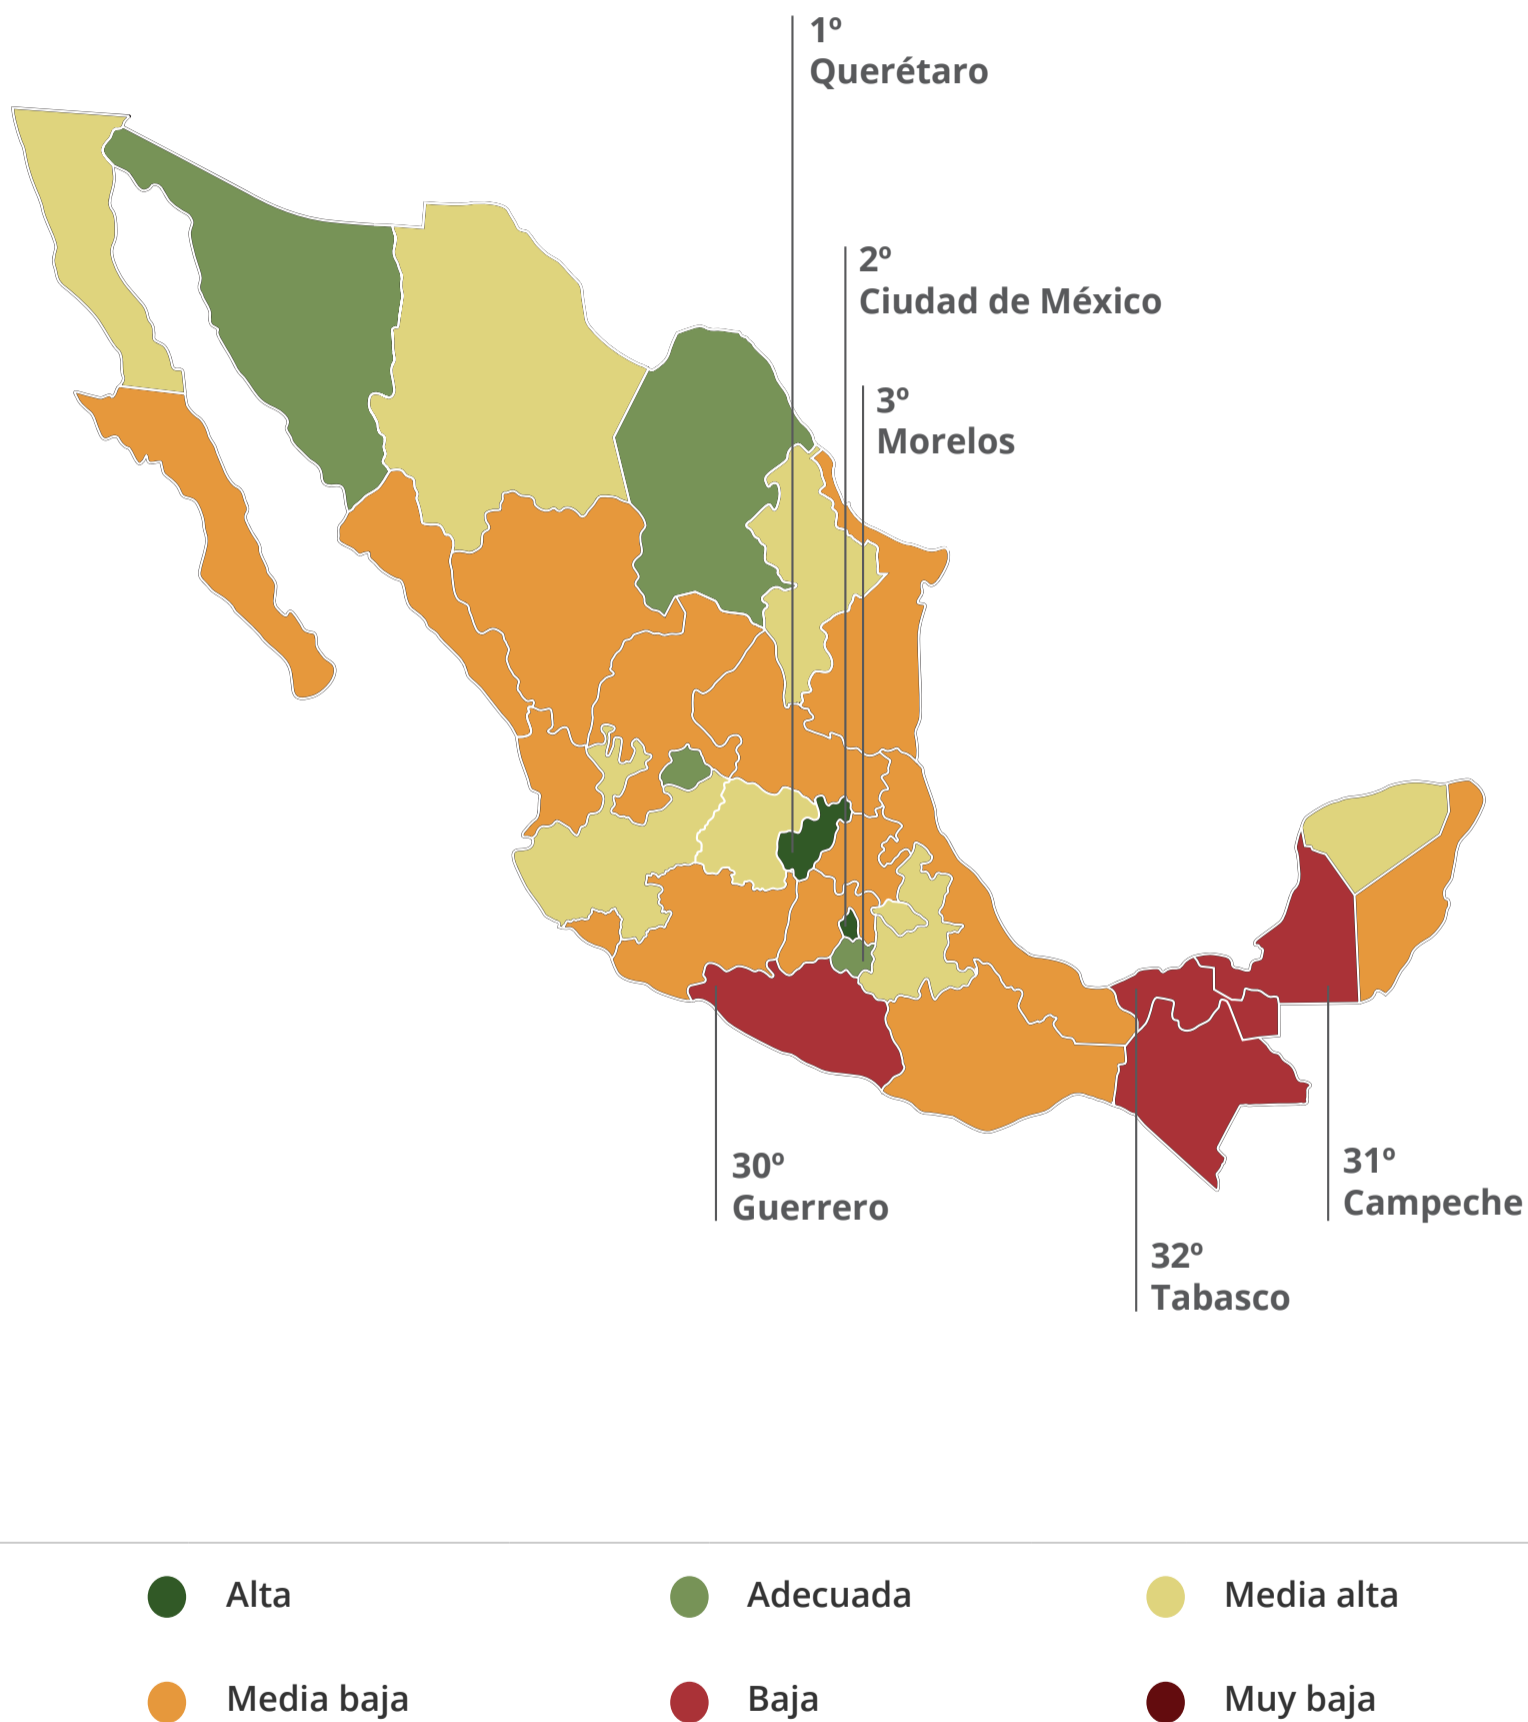 1º
Querétaro
2º
Ciudad de México
3º
Morelos
30º
Guerrero
31º
Campeche
32º
Tabasco
Alta
Adecuada
Media alta
Media baja
Baja
Muy baja